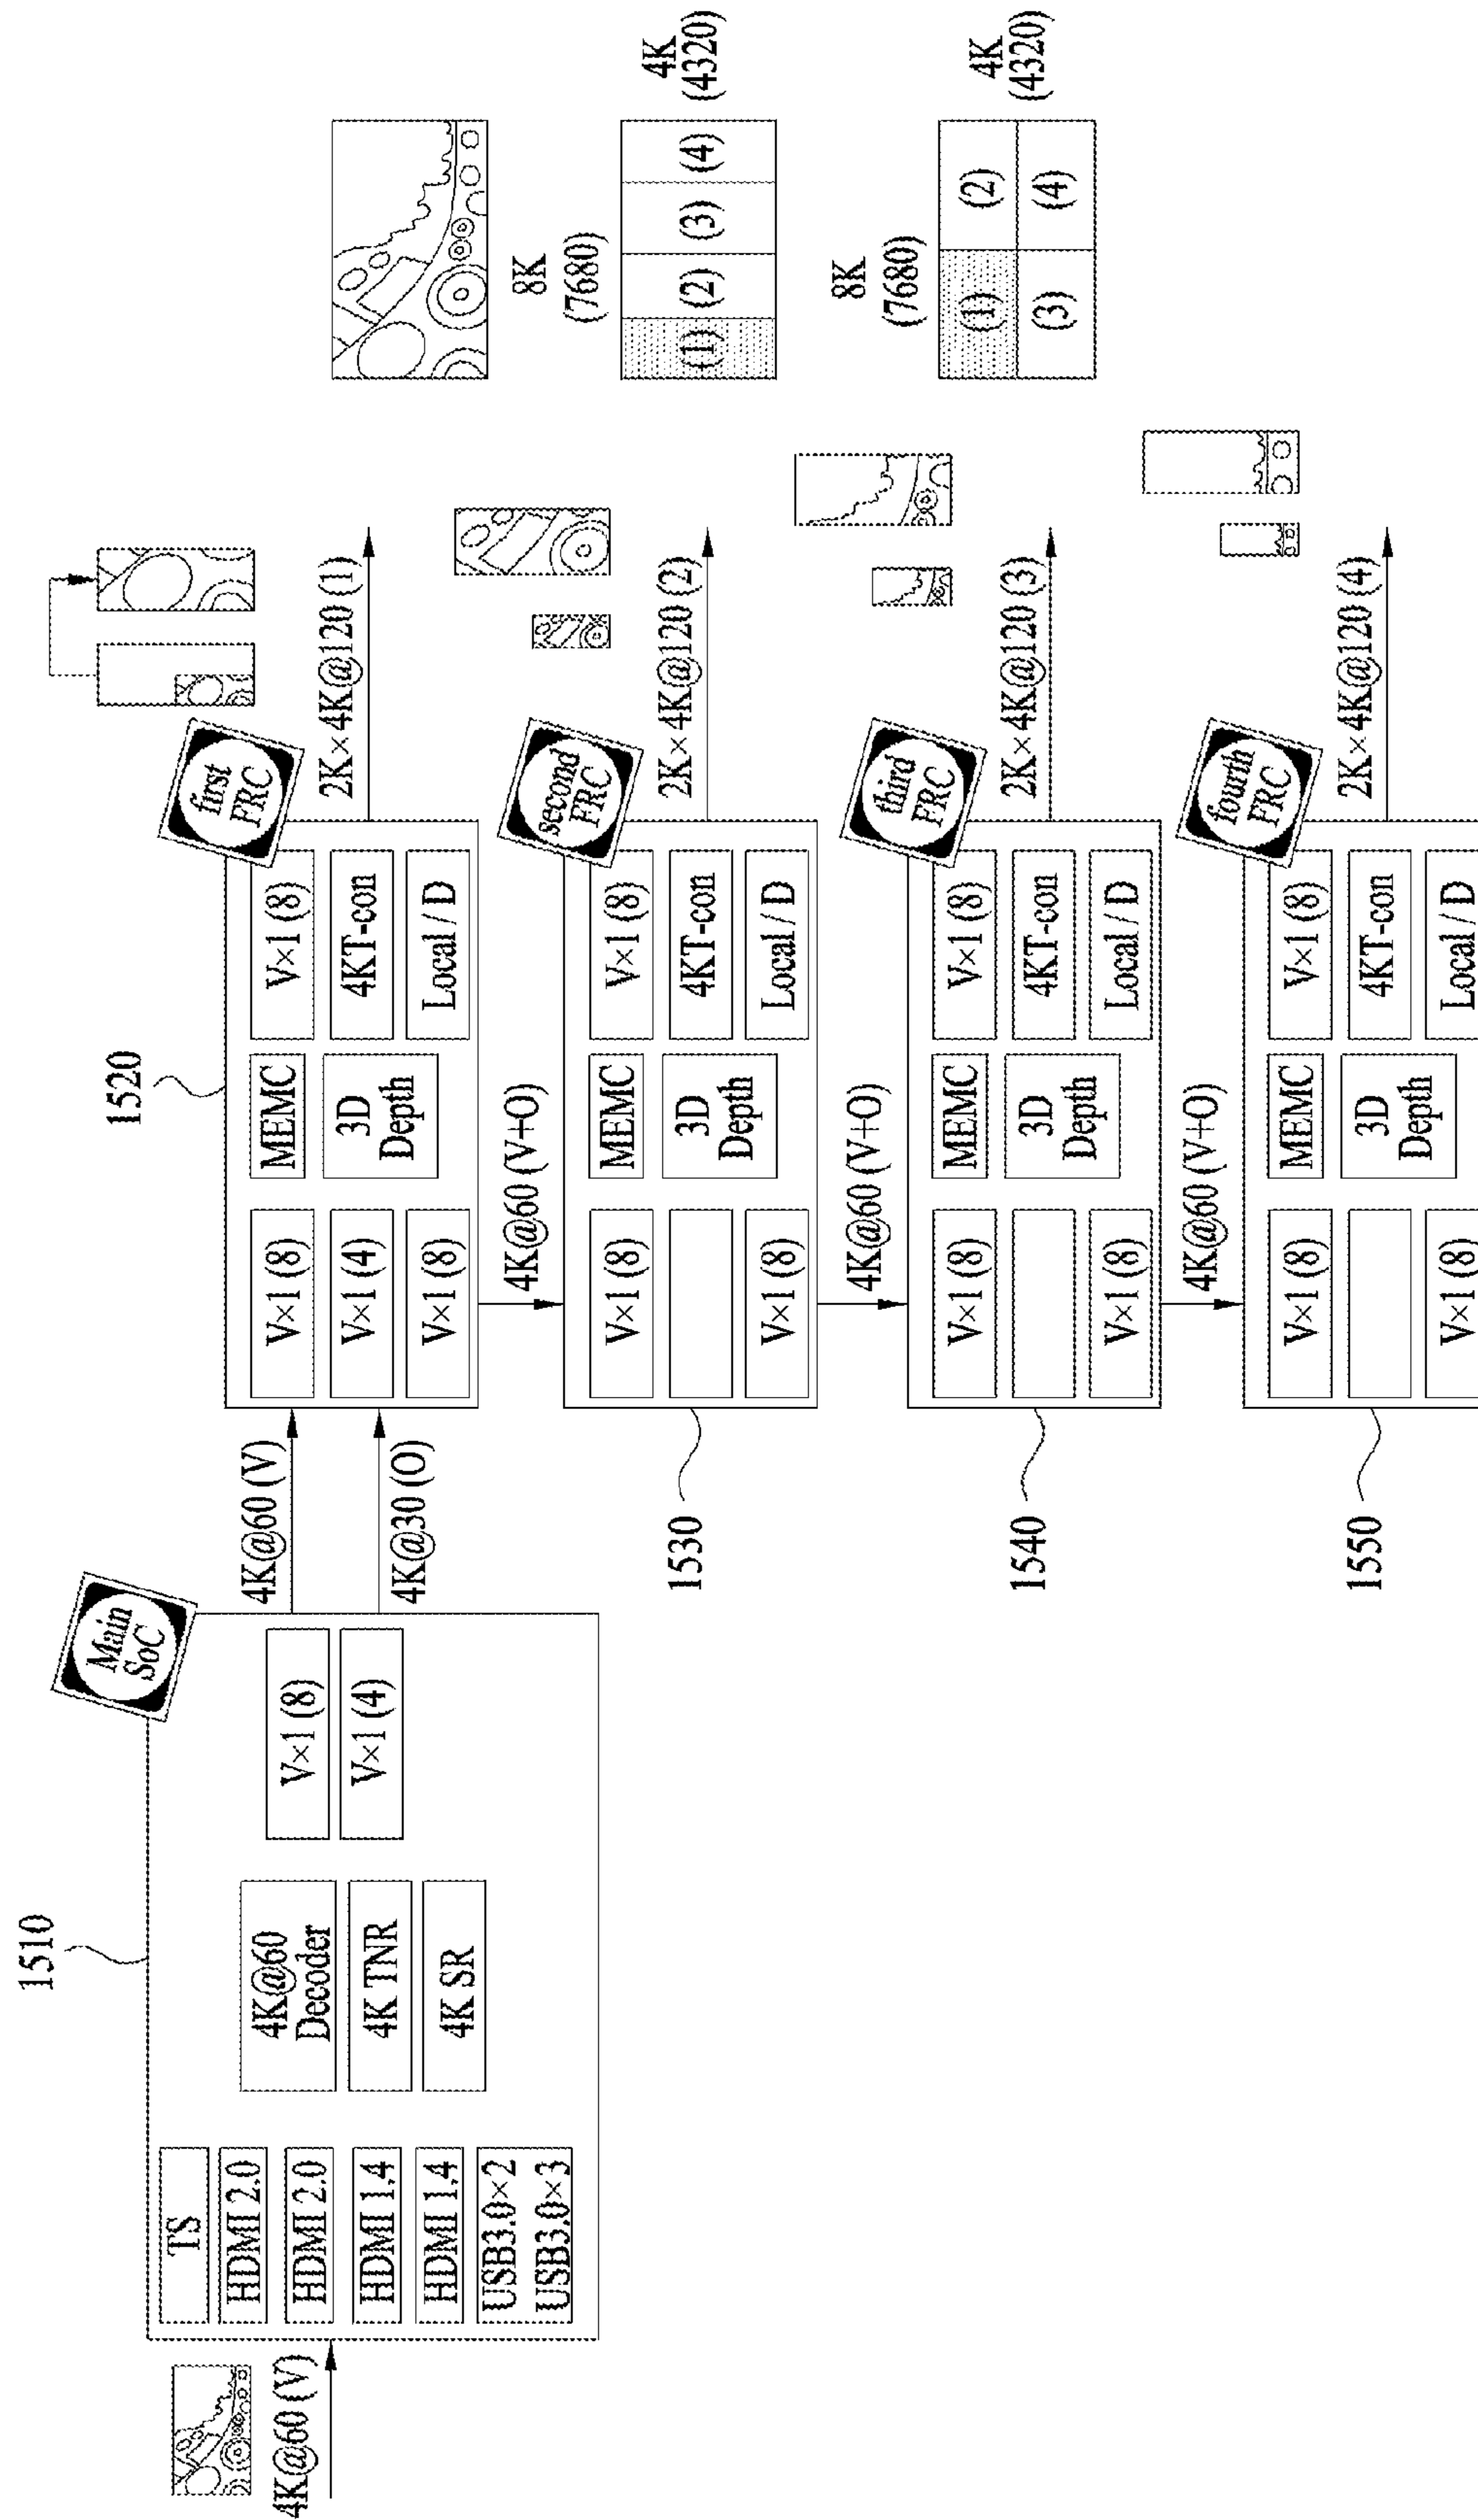 1510
Main
SoC
4K@60 (V)
TS
HDMI 2.0
HDMI 2.0
HDMI 1.4
HDMI 1.4
USB3.0×2
USB3.0×3
4K@60
Decoder
4K TNR
4K SR
V×1 (8)
V×1 (4)
4K@60 (V)
4K@30 (O)
1520
first
FRC
V×1 (8)
V×1 (4)
V×1 (8)
MEMC
3D
Depth
V×1 (8)
4KT-con
Local / D
2K×4K@120 (1)
4K@60 (V+O)
1530
second
FRC
V×1 (8)
V×1 (8)
MEMC
3D
Depth
V×1 (8)
4KT-con
Local / D
2K×4K@120 (2)
4K@60 (V+O)
1540
third
FRC
V×1 (8)
V×1 (8)
MEMC
3D
Depth
V×1 (8)
4KT-con
Local / D
2K×4K@120 (3)
4K@60 (V+O)
1550
fourth
FRC
V×1 (8)
V×1 (8)
MEMC
3D
Depth
V×1 (8)
4KT-con
Local / D
2K×4K@120 (4)
8K
(7680)
(1) (2) (3) (4)
4K
(4320)
8K
(7680)
(1) (2)
(3) (4)
4K
(4320)